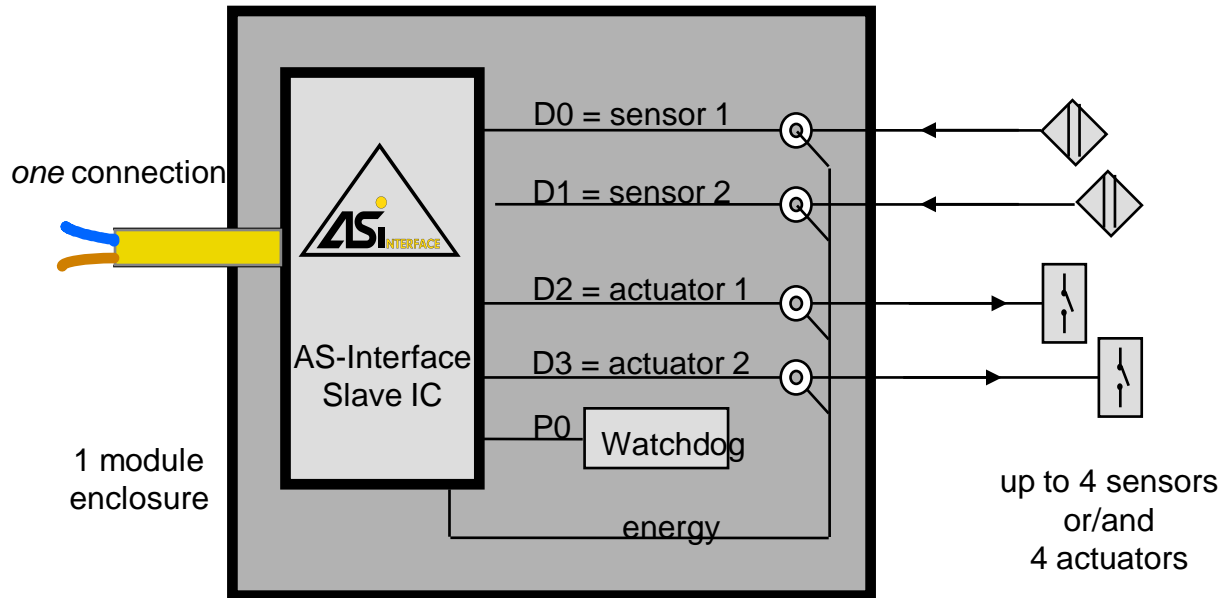 D0 = sensor 1
one connection
D1 = sensor 2
ASi
NTERFACE
D2 = actuator 1
AS-Interface
Slave IC
D3 = actuator 2
P0
Watchdog
1 module
enclosure
energy
up to 4 sensors
or/and
4 actuators